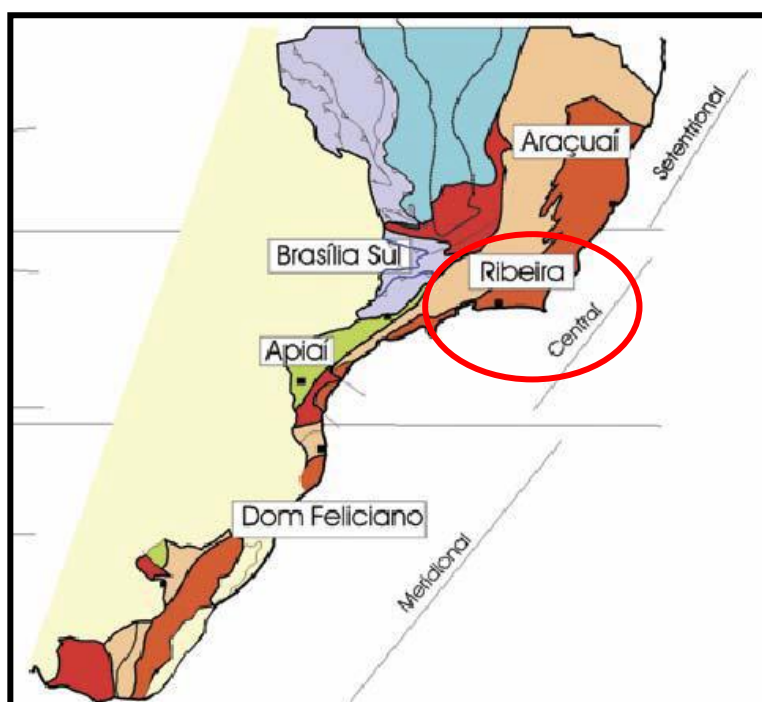 Araçuaí
Setentrional
Brasília Sul
Ribeira
Central
Apiaí
Dom Feliciano
Meridional